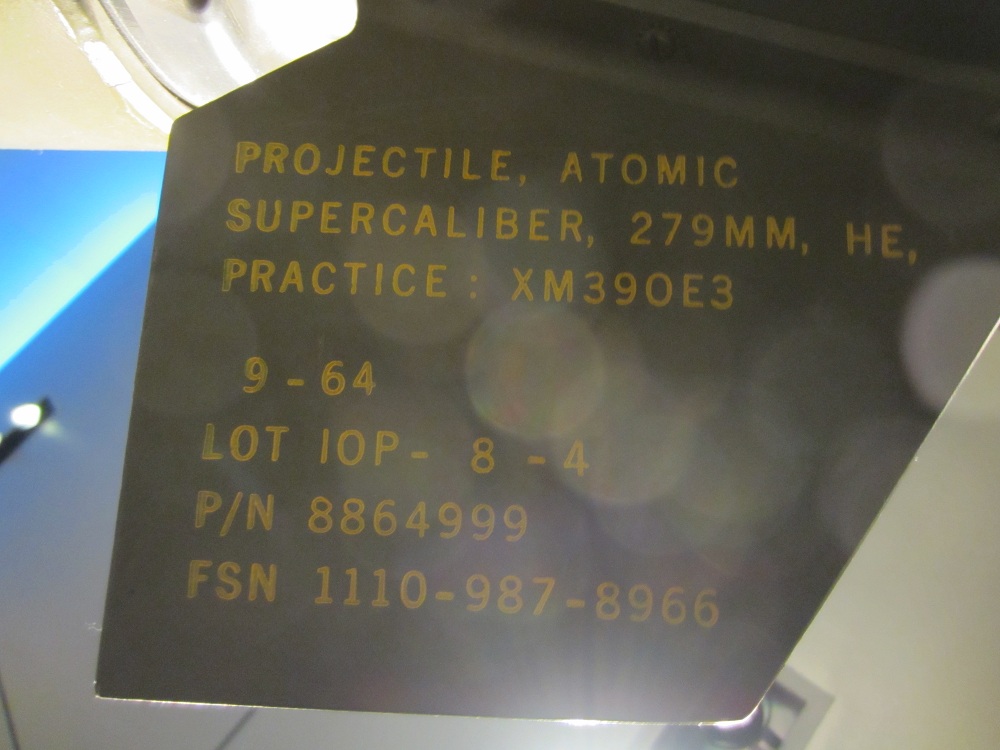 PROJECTILE, ATOMIC
SUPERCALIBER, 279MM, HE,
PRACTICE : XM390E3
9 - 64
LOT IOP- 8 - 4
P/N 8864999
FSN 1110-987-8966